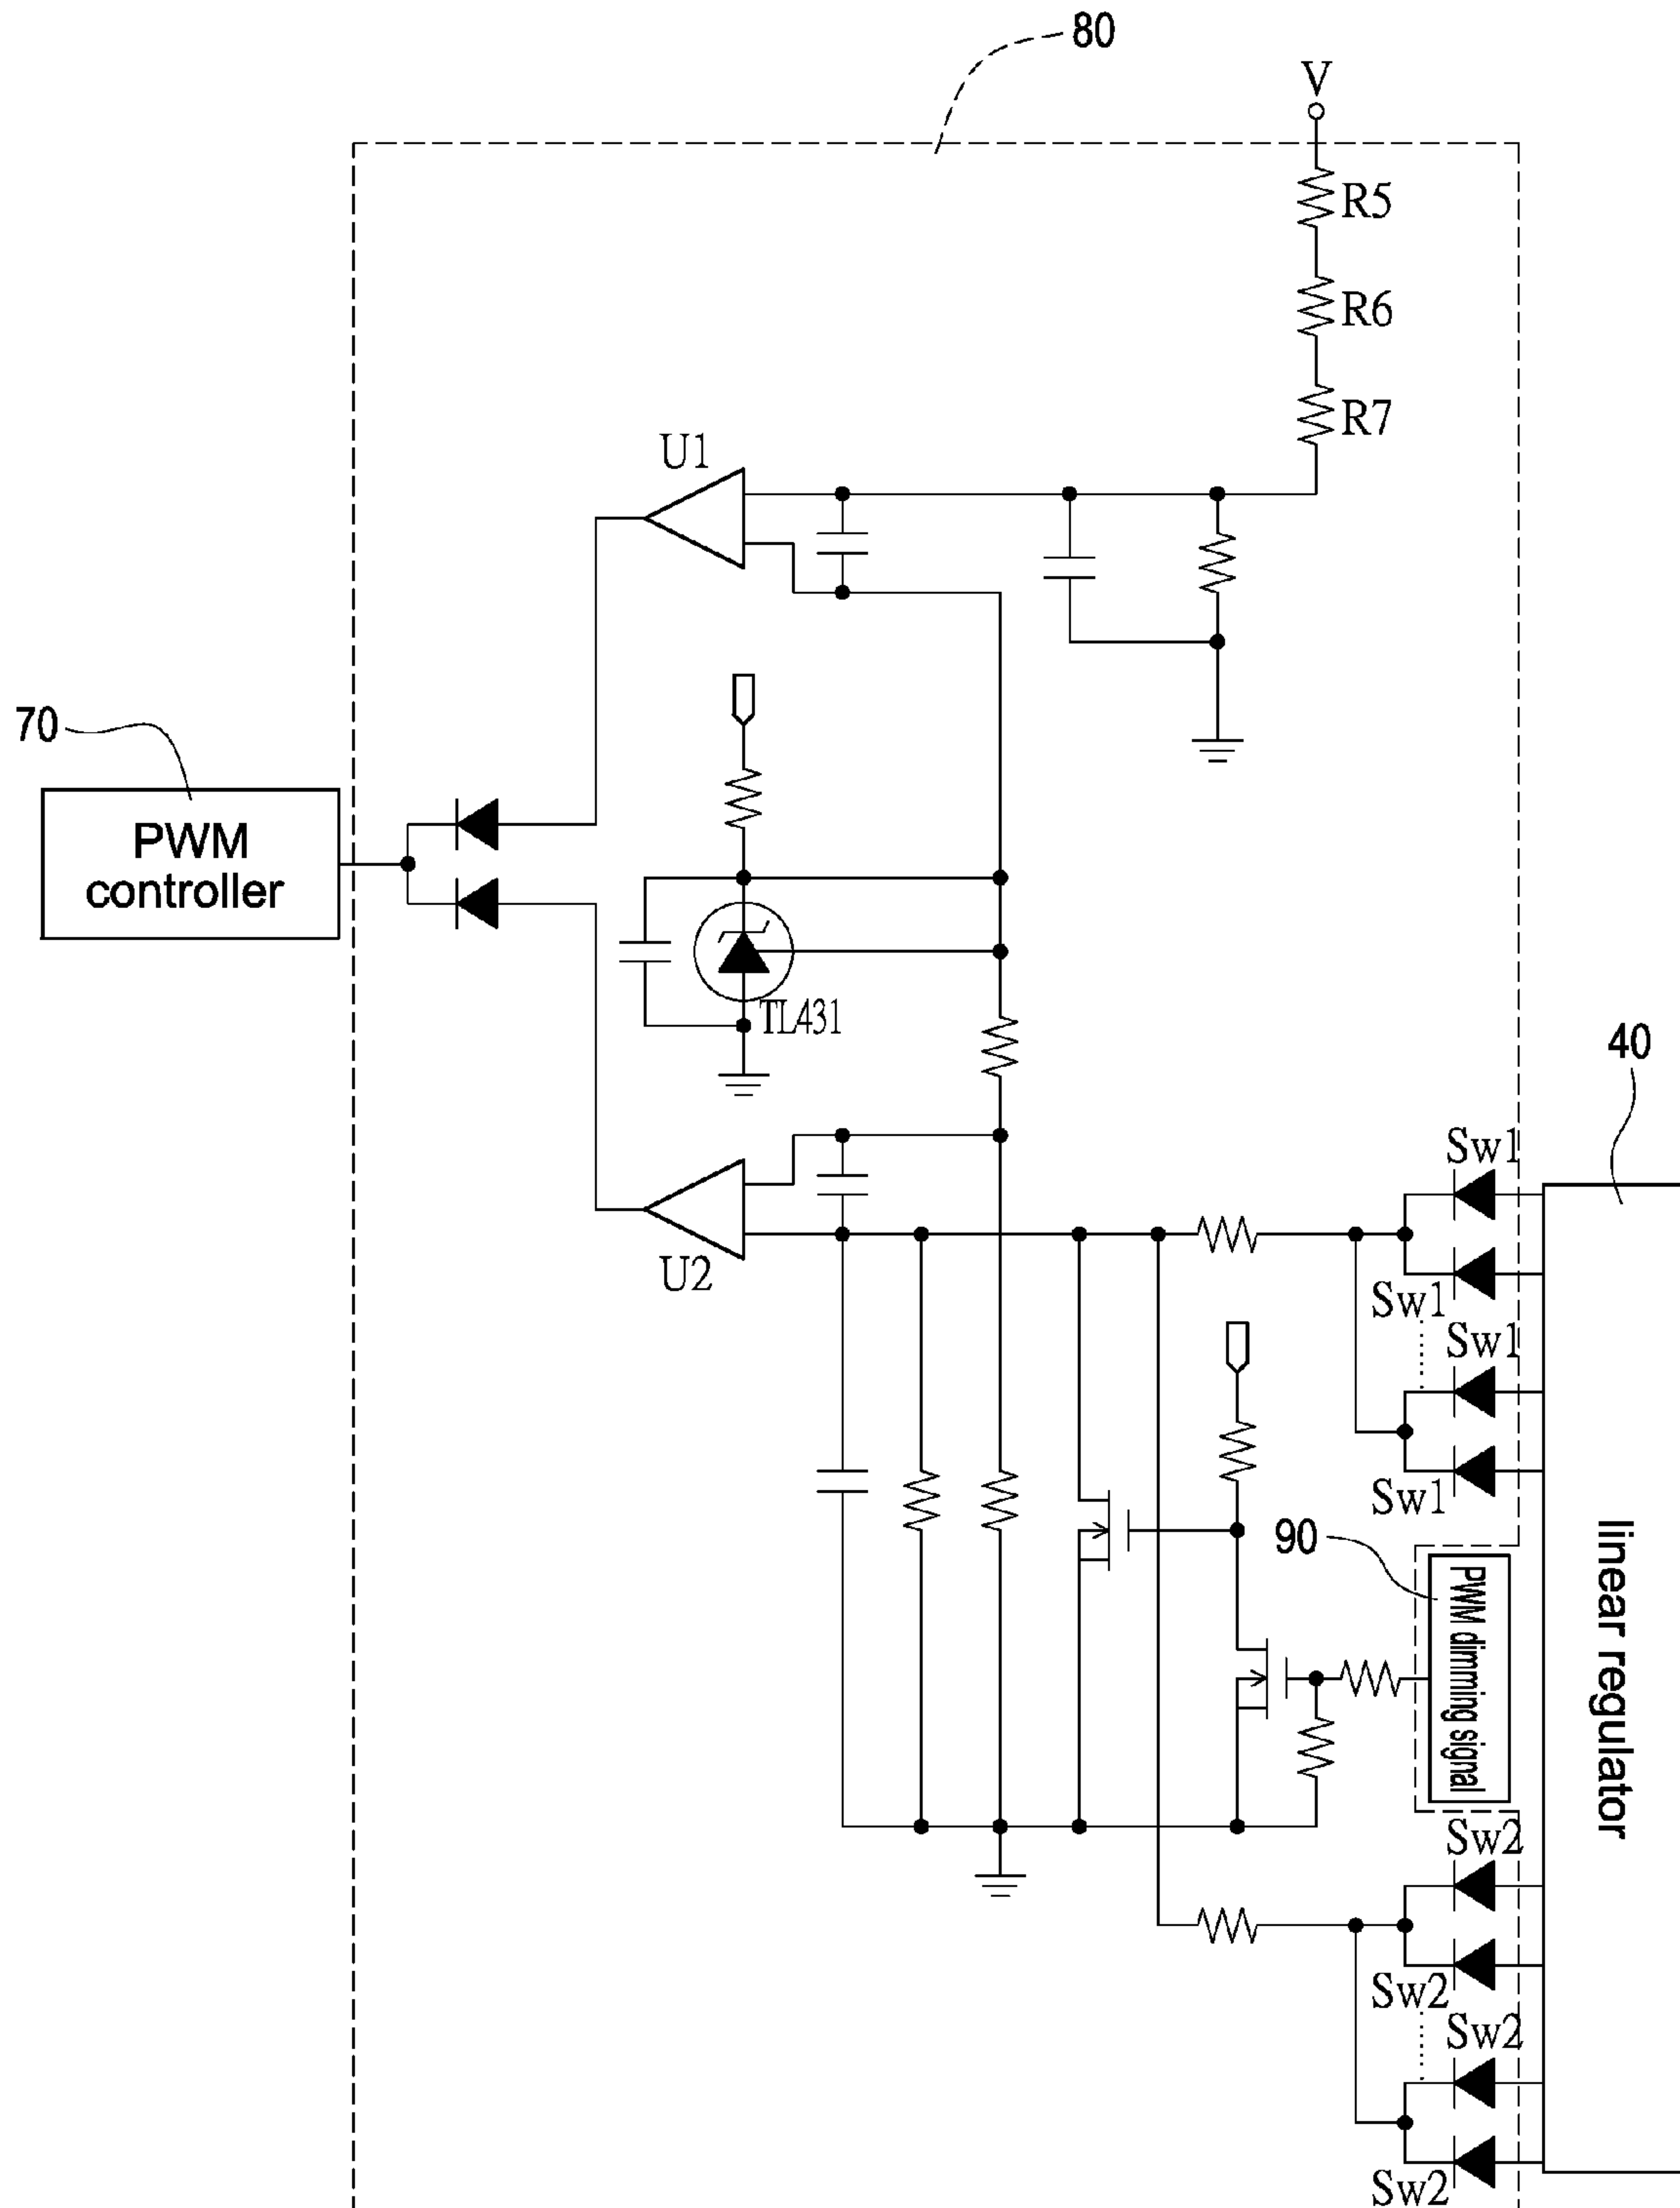 80
V
R5
R6
R7
U1
70
PWM
controller
TL431
40
Sw1
U2
Sw1
Sw1
Sw1
90
PWM dimming signal
linear regulator
Sw2
Sw2
Sw2
Sw2